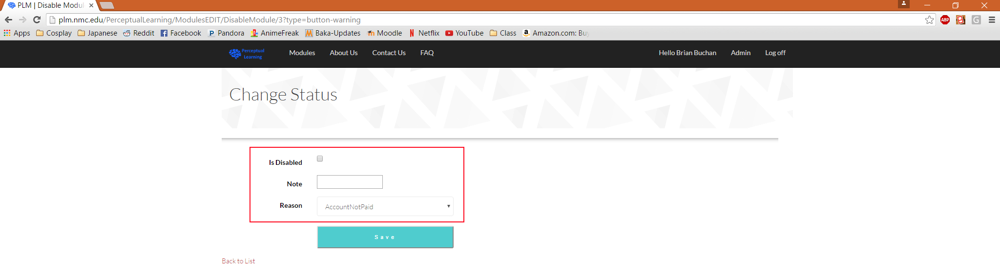 PLM | Disable Modul
plm.nmc.edu/PerceptualLearning/ModulesEDIT/DisableModule/3?type=button-warning
ABP
G
Apps Cosplay Japanese Reddit Facebook Pandora AnimeFreak Baka-Updates Moodle Netflix YouTube Class Amazon.com: Buy
Perceptual
Learning
Modules About Us Contact Us FAQ Hello Brian Buchan Admin Log off
Change Status
Is Disabled
Note
Reason AccountNotPaid
Save
Back to List